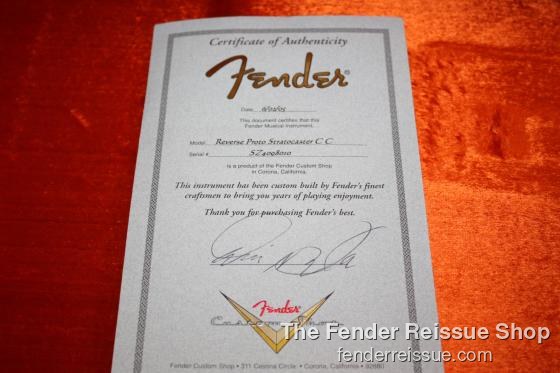 Certificate of Authenticity
Fender
Date:
This document certifies that this
Fender Musical Instrument.
Model: Reverse Proto Stratocaster C C
Serial # SZ4098010
is a product of the Fender Custom Shop
in Corona, California.
This instrument has been custom built by Fender's finest
craftsmen to bring you years of playing enjoyment.
Thank you for purchasing Fender's best.
Fender
Custom Shop
The Fender Reissue Shop
fenderreissue.com
Fender Custom Shop • 311 Cessna Circle • Corona, California •